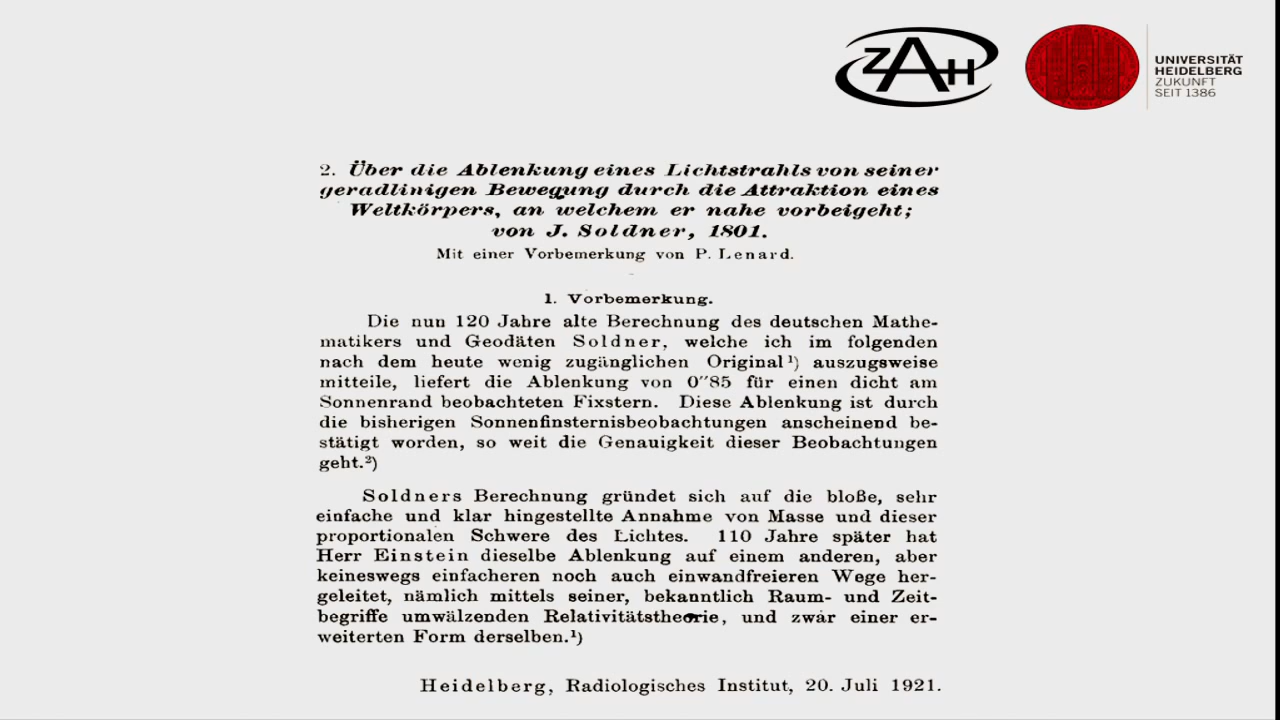 ZAH
UNIVERSITÄT
HEIDELBERG
ZUKUNFT
SEIT 1386
2. Über die Ablenkung eines Lichtstrahls von seiner
geradlinigen Bewegung durch die Attraktion eines
Weltkörpers, an welchem er nahe vorbeigeht;
von J. Soldner, 1801.
Mit einer Vorbemerkung von P. Lenard.
1. Vorbemerkung.
Die nun 120 Jahre alte Berechnung des deutschen Mathe-
matikers und Geodäten Soldner, welche ich im folgenden
nach dem heute wenig zugänglichen Original¹) auszugsweise
mitteile, liefert die Ablenkung von 0″85 für einen dicht am
Sonnenrand beobachteten Fixstern. Diese Ablenkung ist durch
die bisherigen Sonnenfinsternisbeobachtungen anscheinend be-
stätigt worden, so weit die Genauigkeit dieser Beobachtungen
geht.²)
Soldners Berechnung gründet sich auf die bloße, sehr
einfache und klar hingestellte Annahme von Masse und dieser
proportionalen Schwere des Lichtes. 110 Jahre später hat
Herr Einstein dieselbe Ablenkung auf einem anderen, aber
keineswegs einfacheren noch auch einwandfreieren Wege her-
geleitet, nämlich mittels seiner, bekanntlich Raum- und Zeit-
begriffe umwälzenden Relativitätstheorie, und zwar einer er-
weiterten Form derselben.¹)
Heidelberg, Radiologisches Institut, 20. Juli 1921.